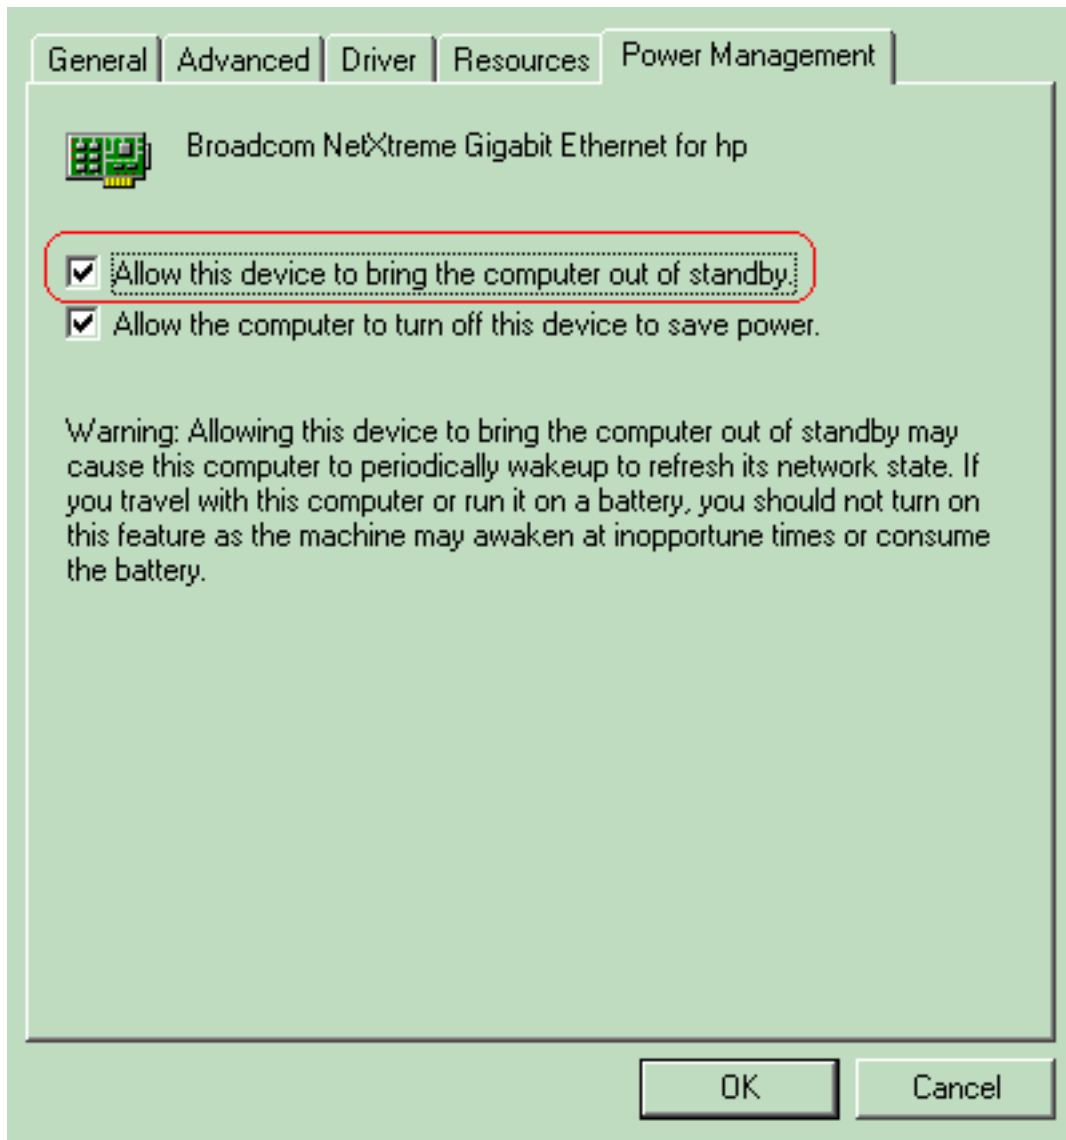 General
Advanced
Driver
Resources
Power Management
Broadcom NetXtreme Gigabit Ethernet for hp
Allow this device to bring the computer out of standby.
Allow the computer to turn off this device to save power.
Warning: Allowing this device to bring the computer out of standby may
cause this computer to periodically wakeup to refresh its network state. If
you travel with this computer or run it on a battery, you should not turn on
this feature as the machine may awaken at inopportune times or consume
the battery.
OK
Cancel